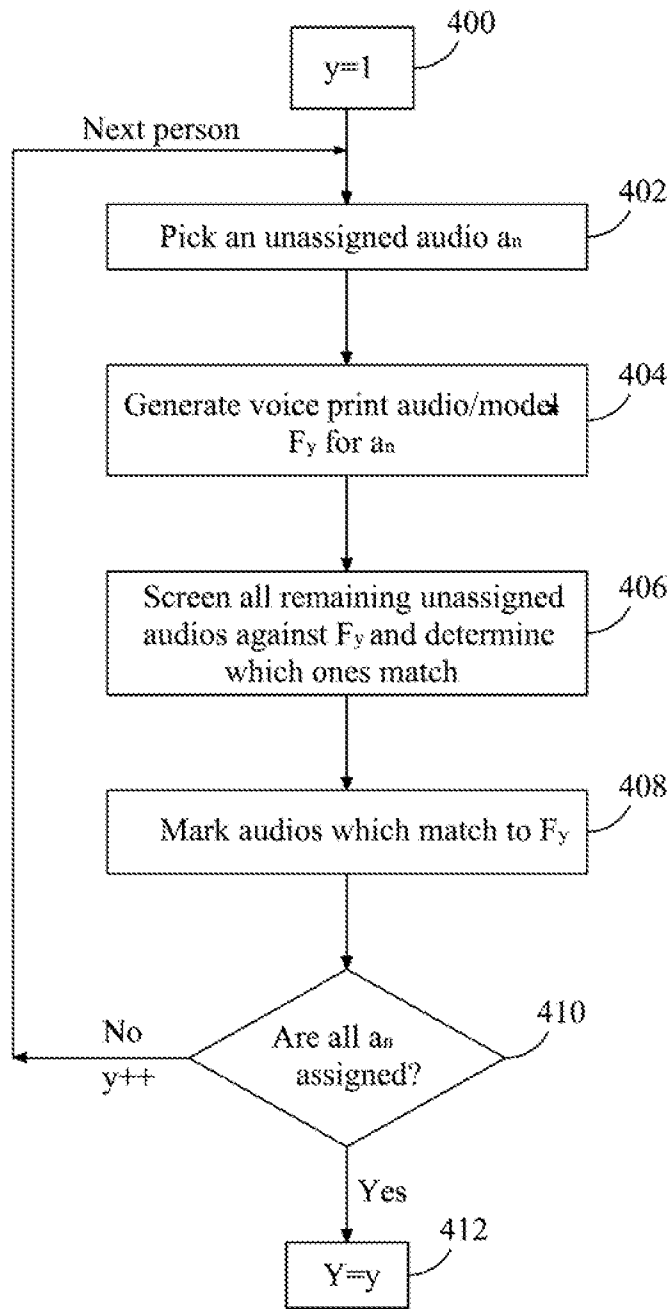 400
y=1
Next person
402
Pick an unassigned audio aₙ
404
Generate voice print audio/model
Fᵧ for aₙ
406
Screen all remaining unassigned
audios against Fᵧ and determine
which ones match
408
Mark audios which match to Fᵧ
410
Are all aₙ
assigned?
No
y++
Yes
412
Y=y